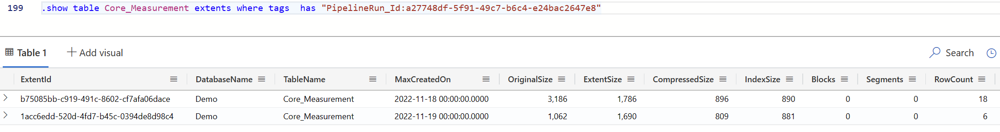 199 .show table Core_Measurement extents where tags  has "PipelineRun_Id:a27748df-5f91-49c7-b6c4-e24bac2647e8"
Table 1 Add visual Search
ExtentId DatabaseName TableName MaxCreatedOn OriginalSize ExtentSize CompressedSize IndexSize Blocks Segments RowCount
b75085bb-c919-491c-8602-cf7afa06dace Demo Core_Measurement 2022-11-18 00:00:00.0000 3,186 1,786 896 890 0 0 18
1acc6edd-520d-4fd7-b45c-0394de8d98c4 Demo Core_Measurement 2022-11-19 00:00:00.0000 1,062 1,690 809 881 0 0 6